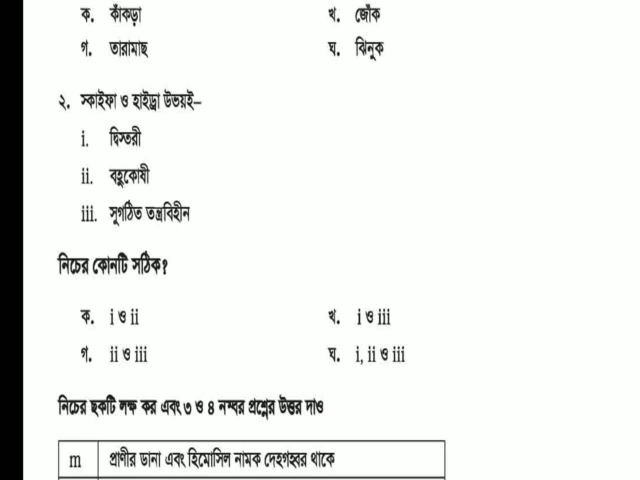 ক. কাঁকড়া খ. জোঁক
গ. তারামাছ ঘ. ঝিনুক
২. স্কাইফা ও হাইড্রা উভয়ই–
i. দ্বিস্তরী
ii. বহুকোষী
iii. সুগঠিত তন্ত্রবিহীন
নিচের কোনটি সঠিক?
ক. i ও ii খ. i ও iii
গ. ii ও iii ঘ. i, ii ও iii
নিচের ছকটি লক্ষ কর এবং ৩ ও ৪ নম্বর প্রশ্নের উত্তর দাও
m প্রাণীর ডানা এবং হিমোসিল নামক দেহগহ্বর থাকে